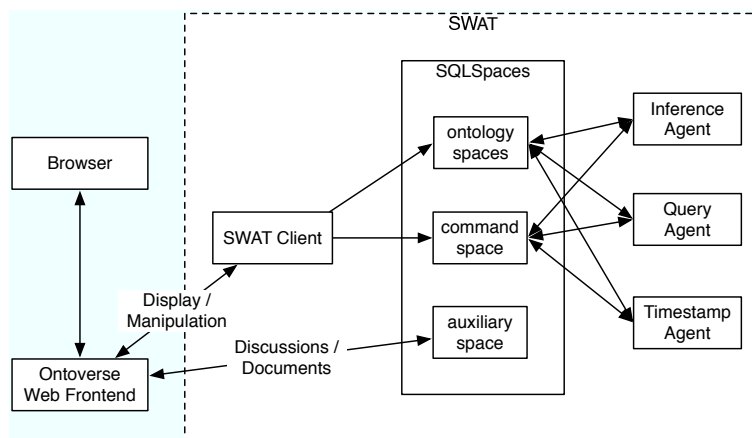 SWAT
SQLSpaces
ontology
spaces
Inference
Agent
Browser
SWAT Client
command
space
Query
Agent
Display /
Manipulation
auxiliary
space
Timestamp
Agent
Discussions /
Documents
Ontoverse
Web Frontend